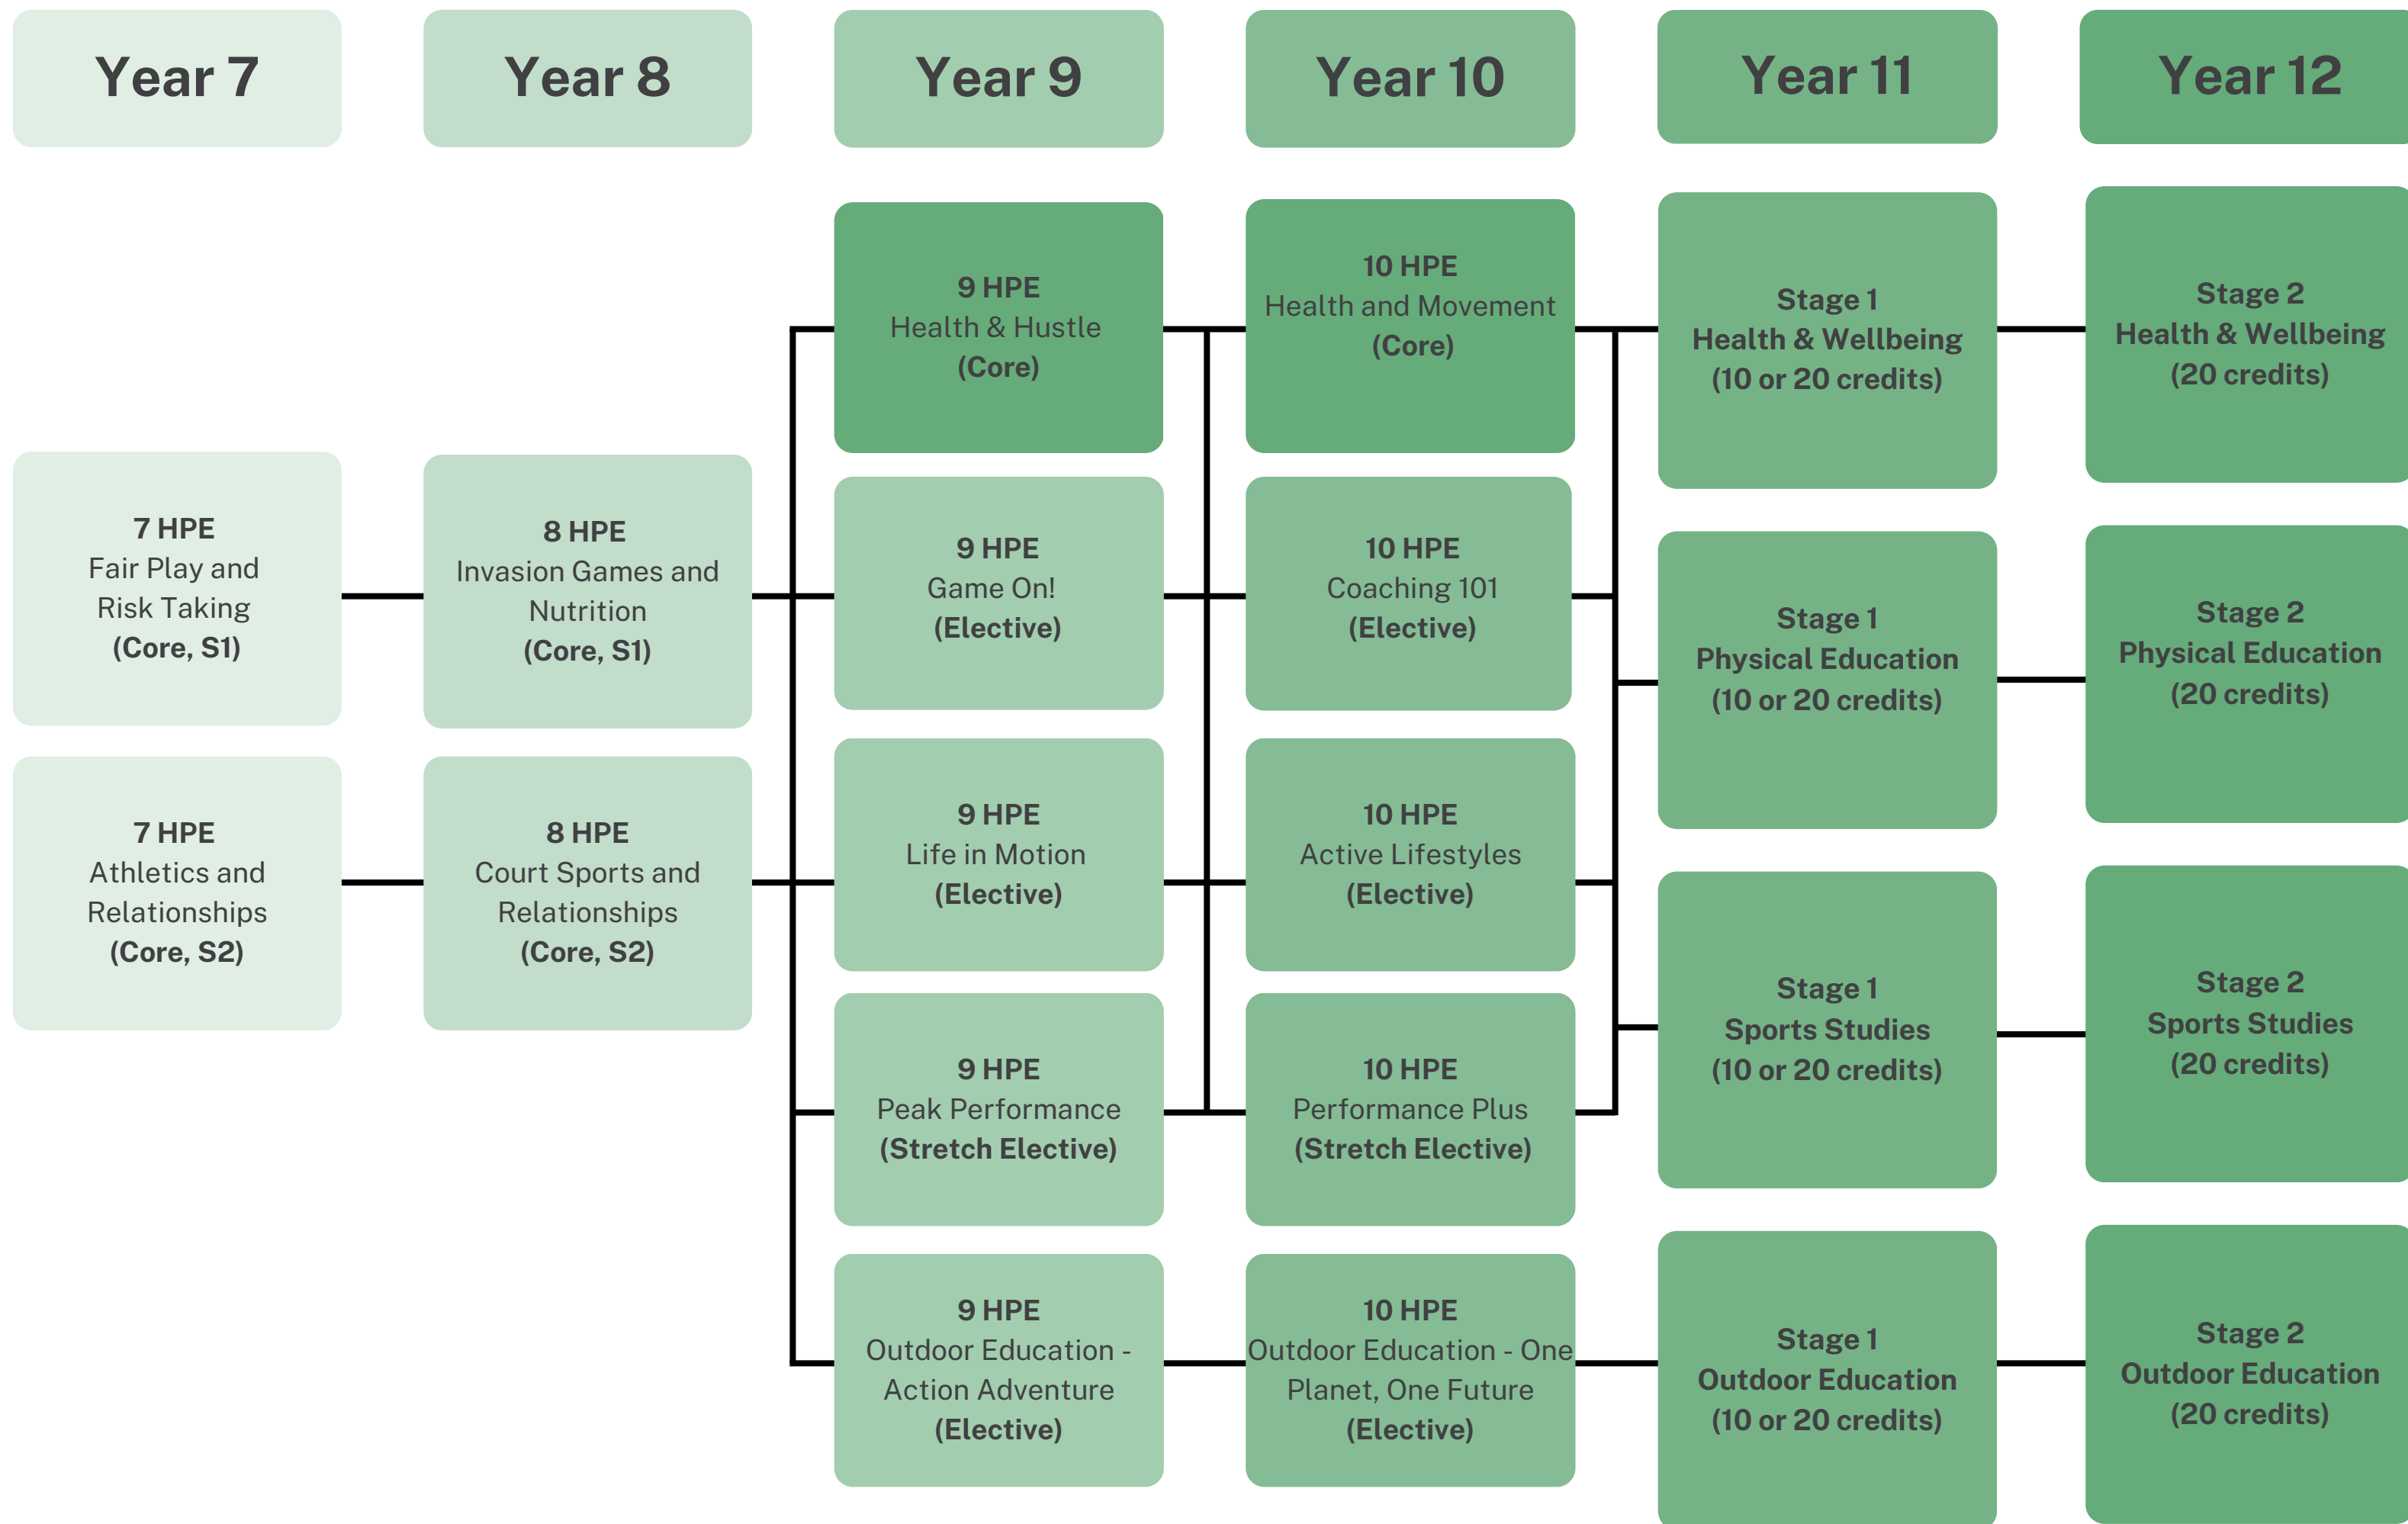 Year 7
Year 8
Year 9
Year 10
Year 11
Year 12
7 HPE
Fair Play and
Risk Taking
(Core, S1)
7 HPE
Athletics and
Relationships
(Core, S2)
8 HPE
Invasion Games and
Nutrition
(Core, S1)
8 HPE
Court Sports and
Relationships
(Core, S2)
9 HPE
Health & Hustle
(Core)
9 HPE
Game On!
(Elective)
9 HPE
Life in Motion
(Elective)
9 HPE
Peak Performance
(Stretch Elective)
9 HPE
Outdoor Education -
Action Adventure
(Elective)
10 HPE
Health and Movement
(Core)
10 HPE
Coaching 101
(Elective)
10 HPE
Active Lifestyles
(Elective)
10 HPE
Performance Plus
(Stretch Elective)
10 HPE
Outdoor Education - One
Planet, One Future
(Elective)
Stage 1
Health & Wellbeing
(10 or 20 credits)
Stage 1
Physical Education
(10 or 20 credits)
Stage 1
Sports Studies
(10 or 20 credits)
Stage 1
Outdoor Education
(10 or 20 credits)
Stage 2
Health & Wellbeing
(20 credits)
Stage 2
Physical Education
(20 credits)
Stage 2
Sports Studies
(20 credits)
Stage 2
Outdoor Education
(20 credits)